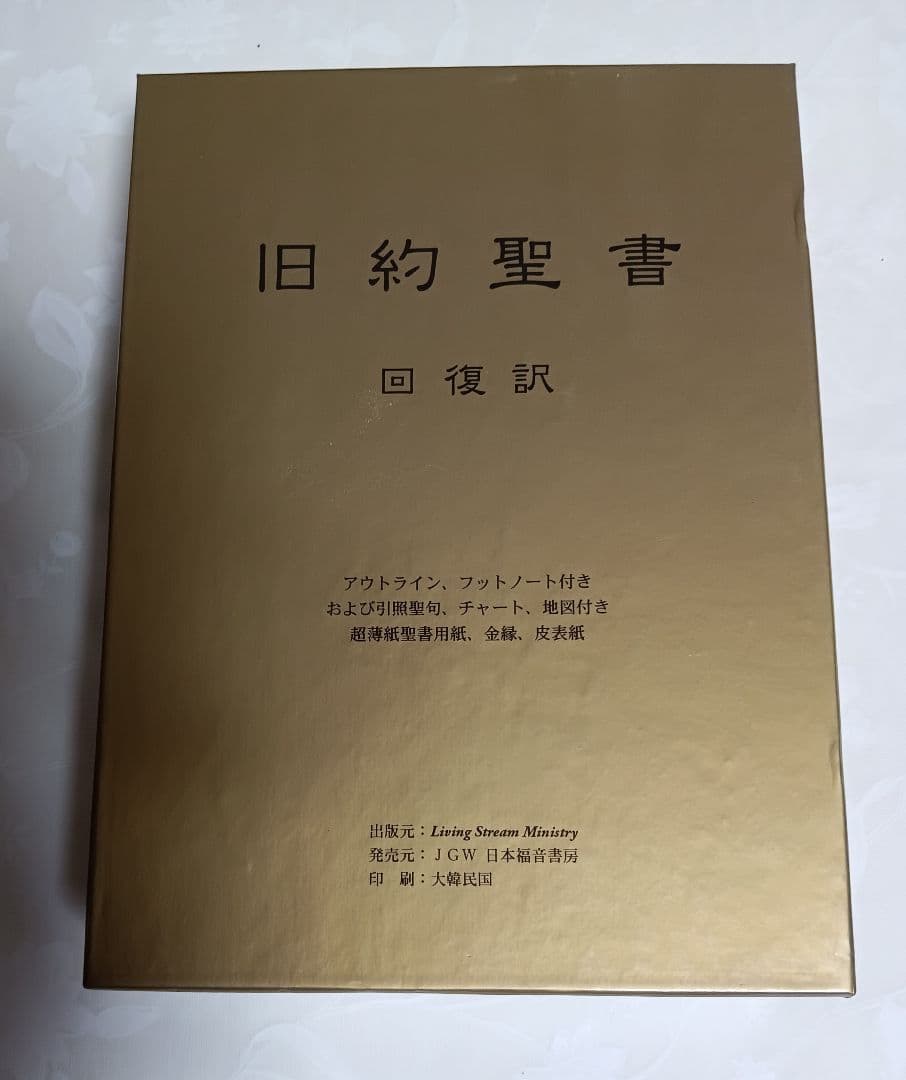 旧約聖書
回復訳
アウトライン、フットノート付き
および引照聖句、チャート、地図付き
超薄紙聖書用紙、金縁、皮表紙
出版元：Living Stream Ministry
発売元：ＪＧＷ 日本福音書房
印　刷：大韓民国